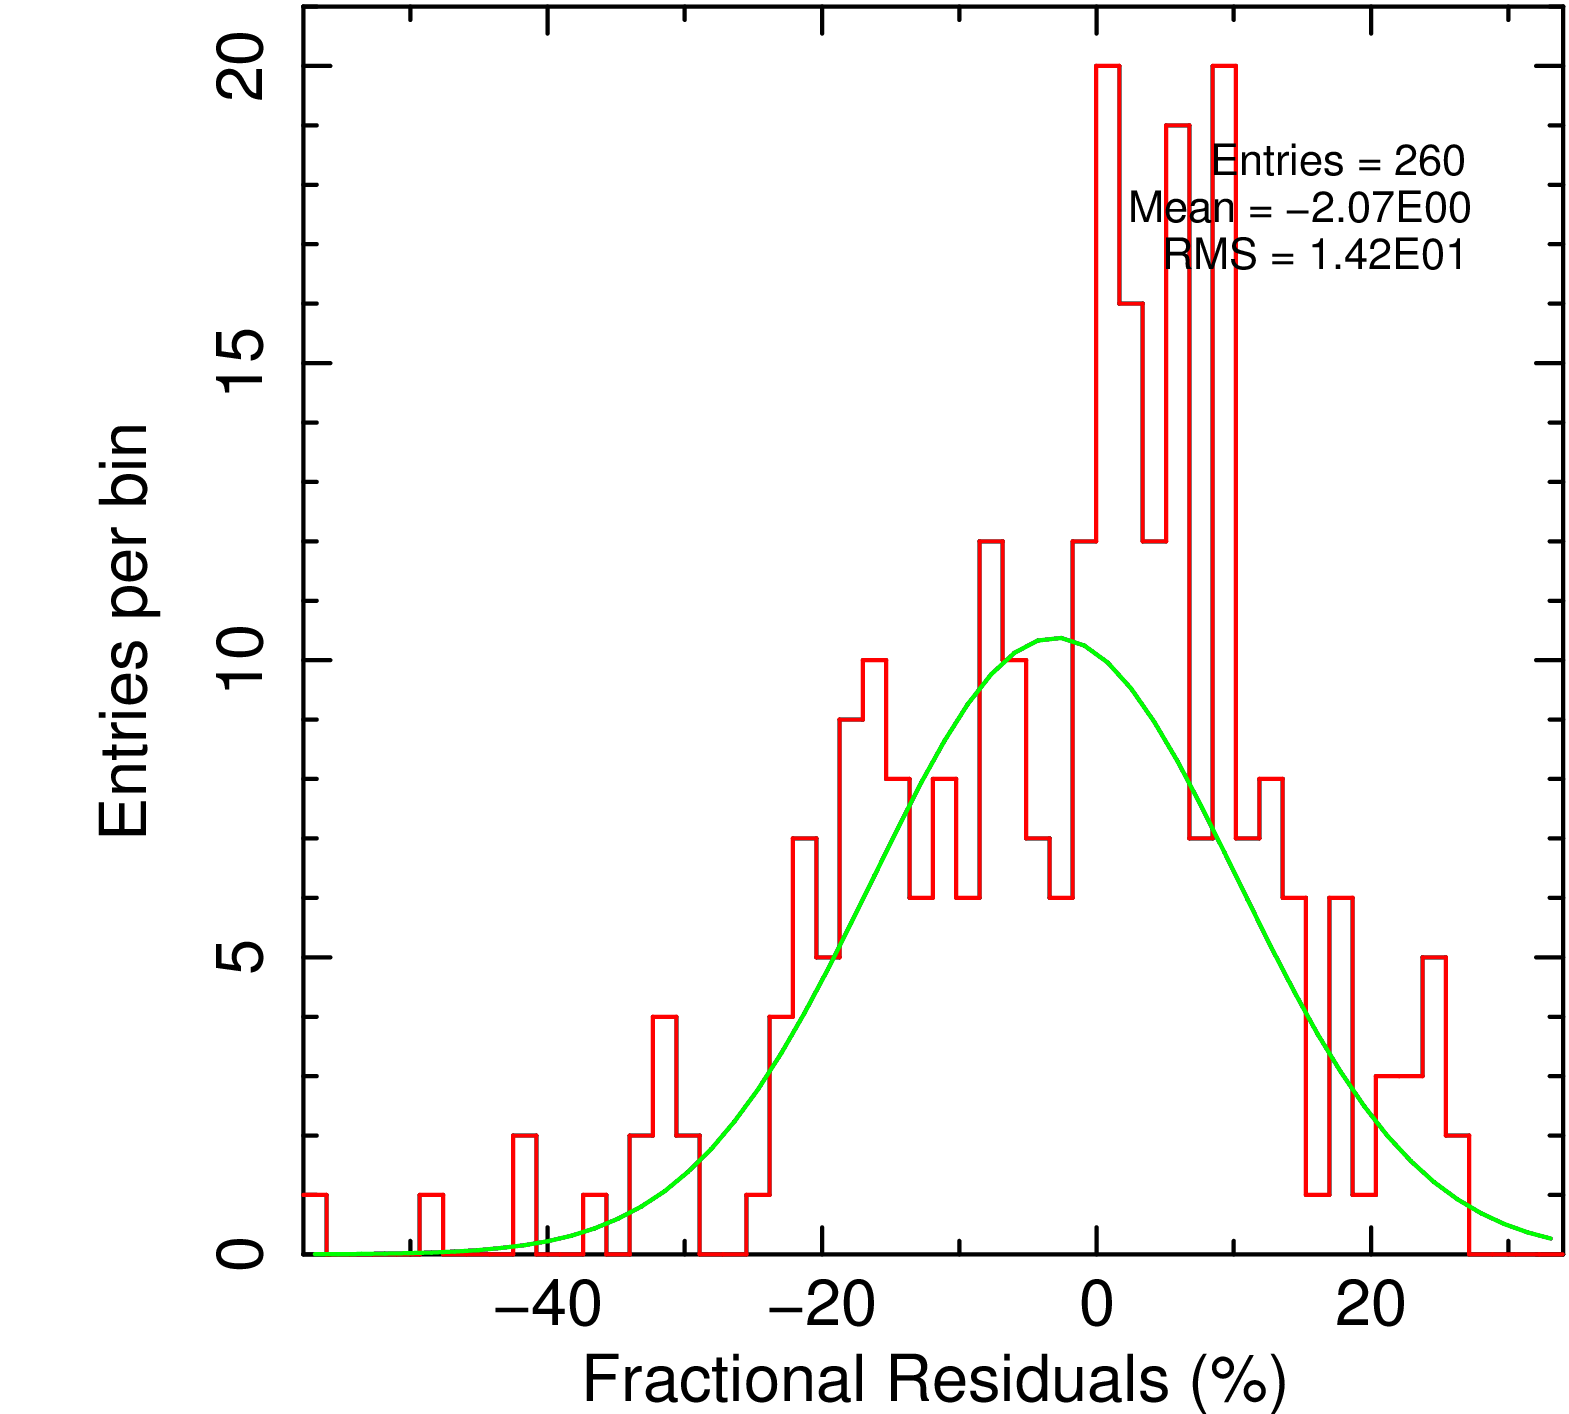 20
15
10
5
0
Entries per bin
Entries = 260
Mean = −2.07E00
RMS = 1.42E01
−40 −20 0 20
Fractional Residuals (%)